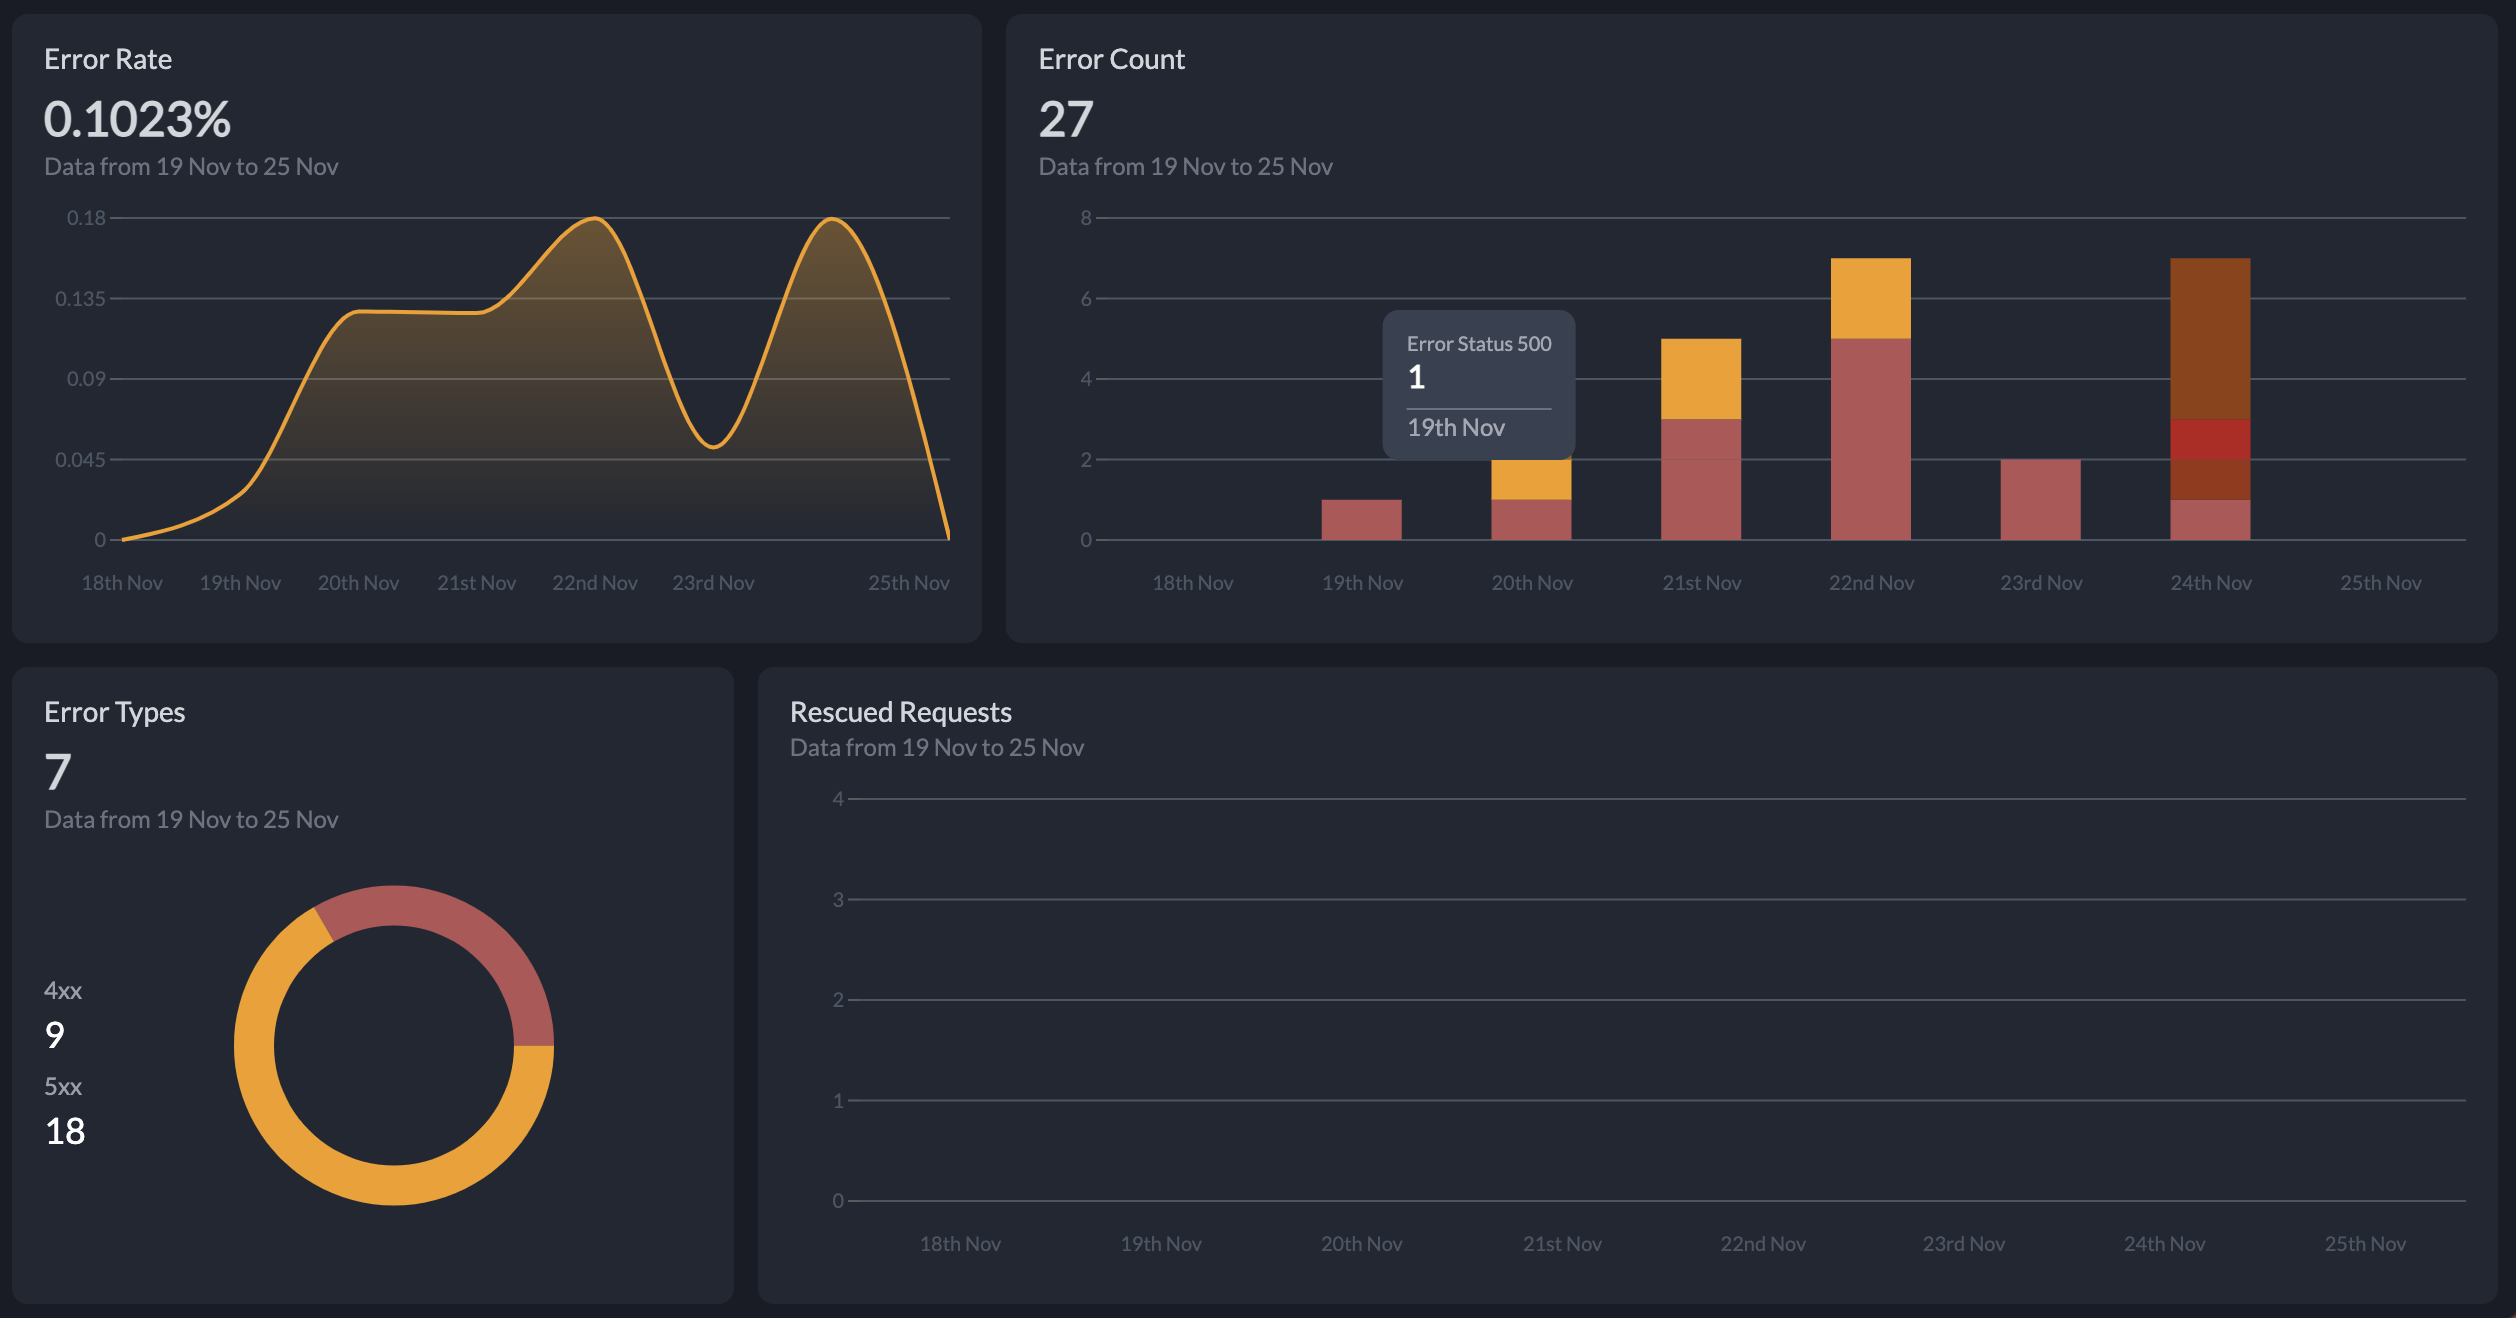 Error Rate
0.1023%
Data from 19 Nov to 25 Nov
0.18
0.135
0.09
0.045
0
18th Nov 19th Nov 20th Nov 21st Nov 22nd Nov 23rd Nov 25th Nov
Error Count
27
Data from 19 Nov to 25 Nov
8
6
4
2
0
Error Status 500
1
19th Nov
18th Nov 19th Nov 20th Nov 21st Nov 22nd Nov 23rd Nov 24th Nov 25th Nov
Error Types
7
Data from 19 Nov to 25 Nov
4xx
9
5xx
18
Rescued Requests
Data from 19 Nov to 25 Nov
4
3
2
1
0
18th Nov 19th Nov 20th Nov 21st Nov 22nd Nov 23rd Nov 24th Nov 25th Nov